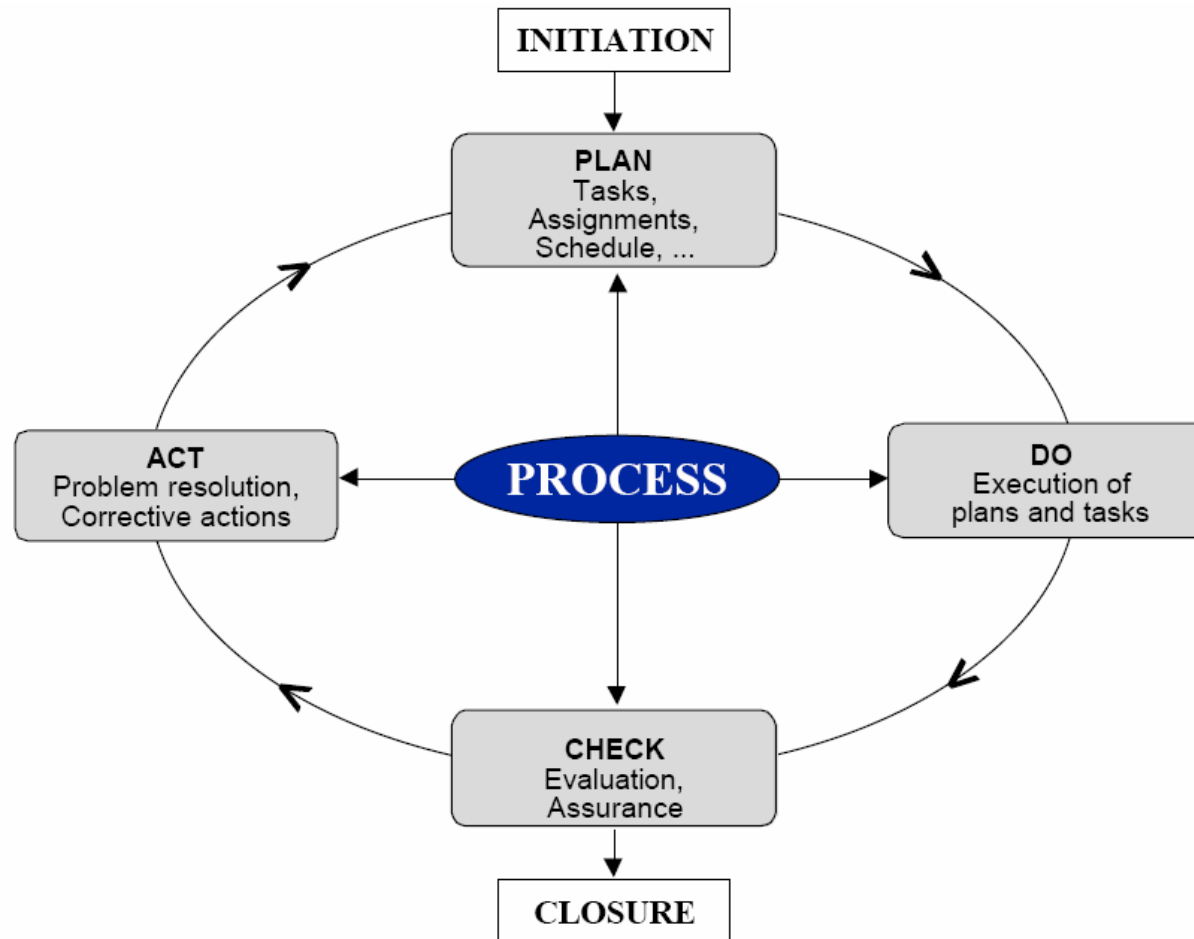 INITIATION
PLAN
Tasks,
Assignments,
Schedule, ...
ACT
Problem resolution,
Corrective actions
PROCESS
DO
Execution of
plans and tasks
CHECK
Evaluation,
Assurance
CLOSURE